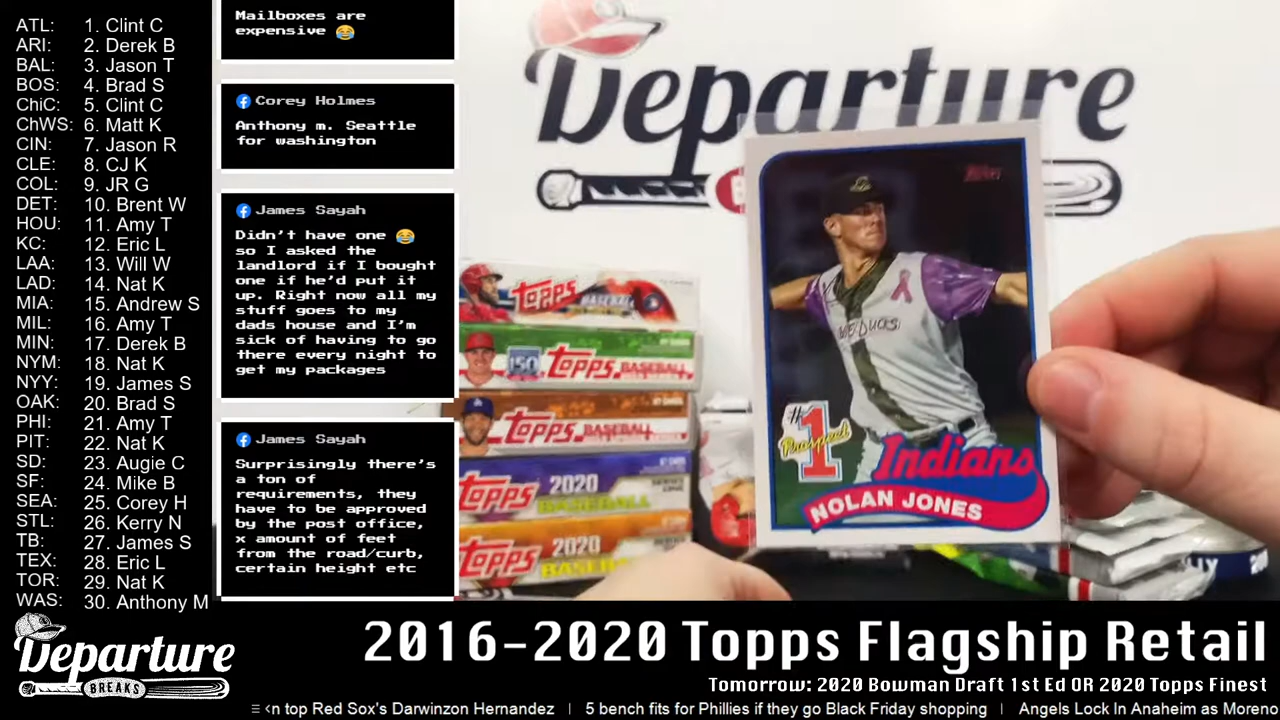 ATL: 1. Clint C
ARI: 2. Derek B
BAL: 3. Jason T
BOS: 4. Brad S
ChiC: 5. Clint C
ChWS: 6. Matt K
CIN: 7. Jason R
CLE: 8. CJ K
COL: 9. JR G
DET: 10. Brent W
HOU: 11. Amy T
KC: 12. Eric L
LAA: 13. Will W
LAD: 14. Nat K
MIA: 15. Andrew S
MIL: 16. Amy T
MIN: 17. Derek B
NYM: 18. Nat K
NYY: 19. James S
OAK: 20. Brad S
PHI: 21. Amy T
PIT: 22. Nat K
SD: 23. Augie C
SF: 24. Mike B
SEA: 25. Corey H
STL: 26. Kerry N
TB: 27. James S
TEX: 28. Eric L
TOR: 29. Nat K
WAS: 30. Anthony M
Mailboxes are
expensive 😂
Corey Holmes
Anthony m. Seattle
for washington
James Sayah
Didn't have one 😂
so I asked the
landlord if I bought
one if he'd put it
up. Right now all my
stuff goes to my
dads house and I'm
sick of having to go
there every night to
get my packages
James Sayah
Surprisingly there's
a ton of
requirements, they
have to be approved
by the post office,
x amount of feet
from the road/curb,
certain height etc
Departure
Topps
#1
Prospect
Indians
NOLAN JONES
TOPPS BASEBALL
150 TOPPS BASEBALL
TOPPS BASEBALL
TOPPS 2020 BASEBALL
TOPPS 2020
Departure
BREAKS
2016-2020 Topps Flagship Retail
Tomorrow: 2020 Bowman Draft 1st Ed OR 2020 Topps Finest
n top Red Sox's Darwinzon Hernandez | 5 bench fits for Phillies if they go Black Friday shopping | Angels Lock In Anaheim as Moreno